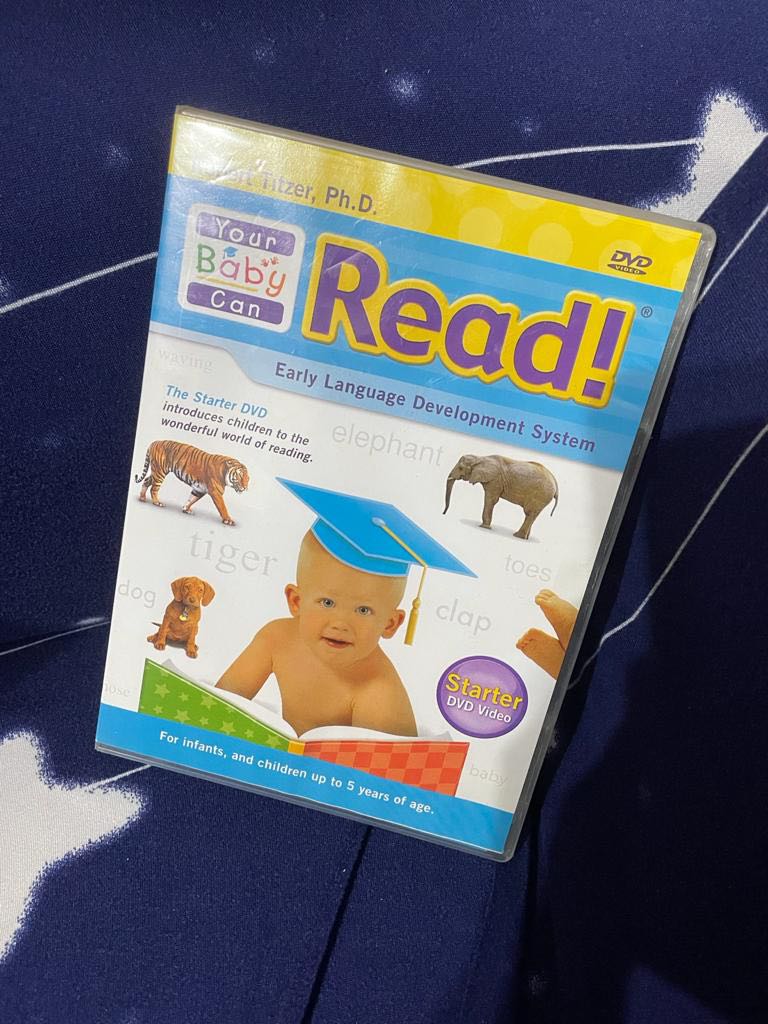 Titzer, Ph.D.
DVD
VIDEO
Your
Baby
Can
Read!
®
Early Language Development System
waving
The Starter DVD
introduces children to the
wonderful world of reading.
elephant
tiger
toes
dog
clap
Starter
DVD Video
baby
For infants, and children up to 5 years of age.